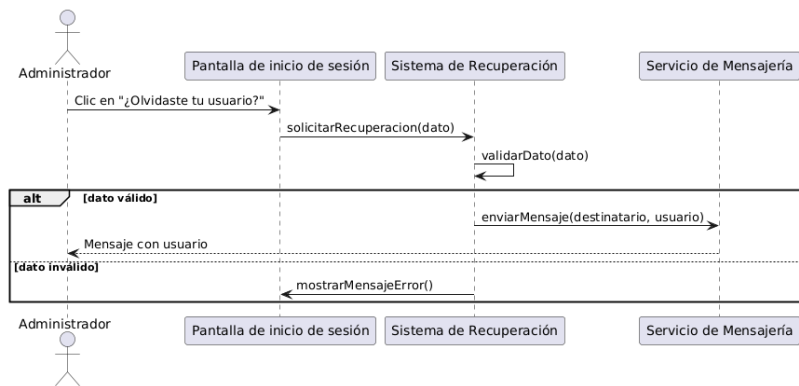 Administrador
Pantalla de inicio de sesión
Sistema de Recuperación
Servicio de Mensajería
Clic en "¿Olvidaste tu usuario?"
solicitarRecuperacion(dato)
validarDato(dato)
alt
[dato válido]
enviarMensaje(destinatario, usuario)
Mensaje con usuario
[dato inválido]
mostrarMensajeError()
Administrador
Pantalla de inicio de sesión
Sistema de Recuperación
Servicio de Mensajería